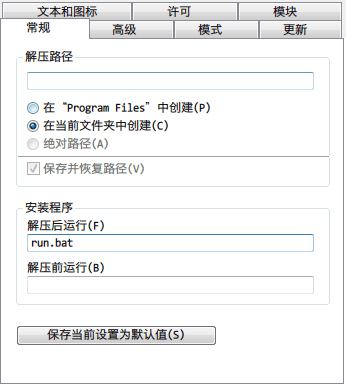 文本和图标 许可 模块
常规 高级 模式 更新
解压路径
在“Program Files”中创建(P)
在当前文件夹中创建(C)
绝对路径(A)
保存并恢复路径(V)
安装程序
解压后运行(F)
run.bat
解压前运行(B)
保存当前设置为默认值(S)